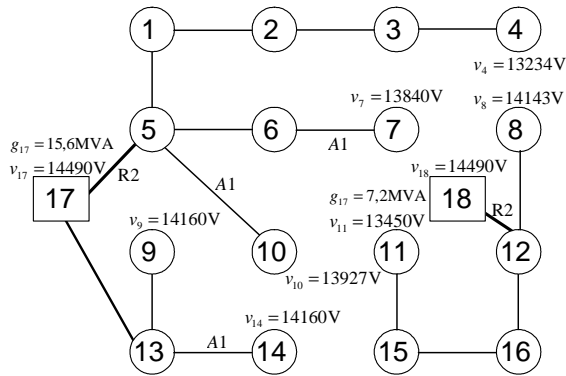 1 2 3 4
v4 = 13234V
v7 = 13840V v8 = 14143V
g17 = 15,6MVA 5 6 7 8
A1
v17 = 14490V R2 v18 = 14490V
A1
17 g17 = 7,2MVA 18 R2
v9 = 14160V v11 = 13450V
9 10 11 12
v10 = 13927V
v14 = 14160V
13 A1 14 15 16